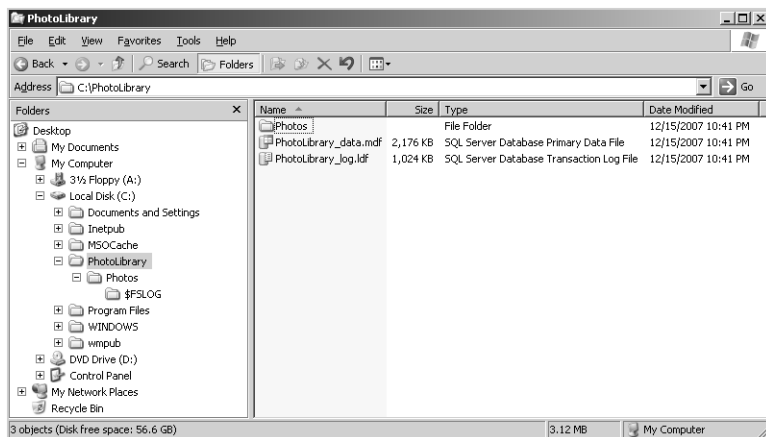 PhotoLibrary
File Edit View Favorites Tools Help
Back Search Folders
Address C:\PhotoLibrary Go
Folders
Desktop
My Documents
My Computer
3½ Floppy (A:)
Local Disk (C:)
Documents and Settings
Inetpub
MSOCache
PhotoLibrary
Photos
$FSLOG
Program Files
WINDOWS
wmpub
DVD Drive (D:)
Control Panel
My Network Places
Recycle Bin
Name Size Type Date Modified
Photos File Folder 12/15/2007 10:41 PM
PhotoLibrary_data.mdf 2,176 KB SQL Server Database Primary Data File 12/15/2007 10:41 PM
PhotoLibrary_log.ldf 1,024 KB SQL Server Database Transaction Log File 12/15/2007 10:41 PM
3 objects (Disk free space: 56.6 GB) 3.12 MB My Computer